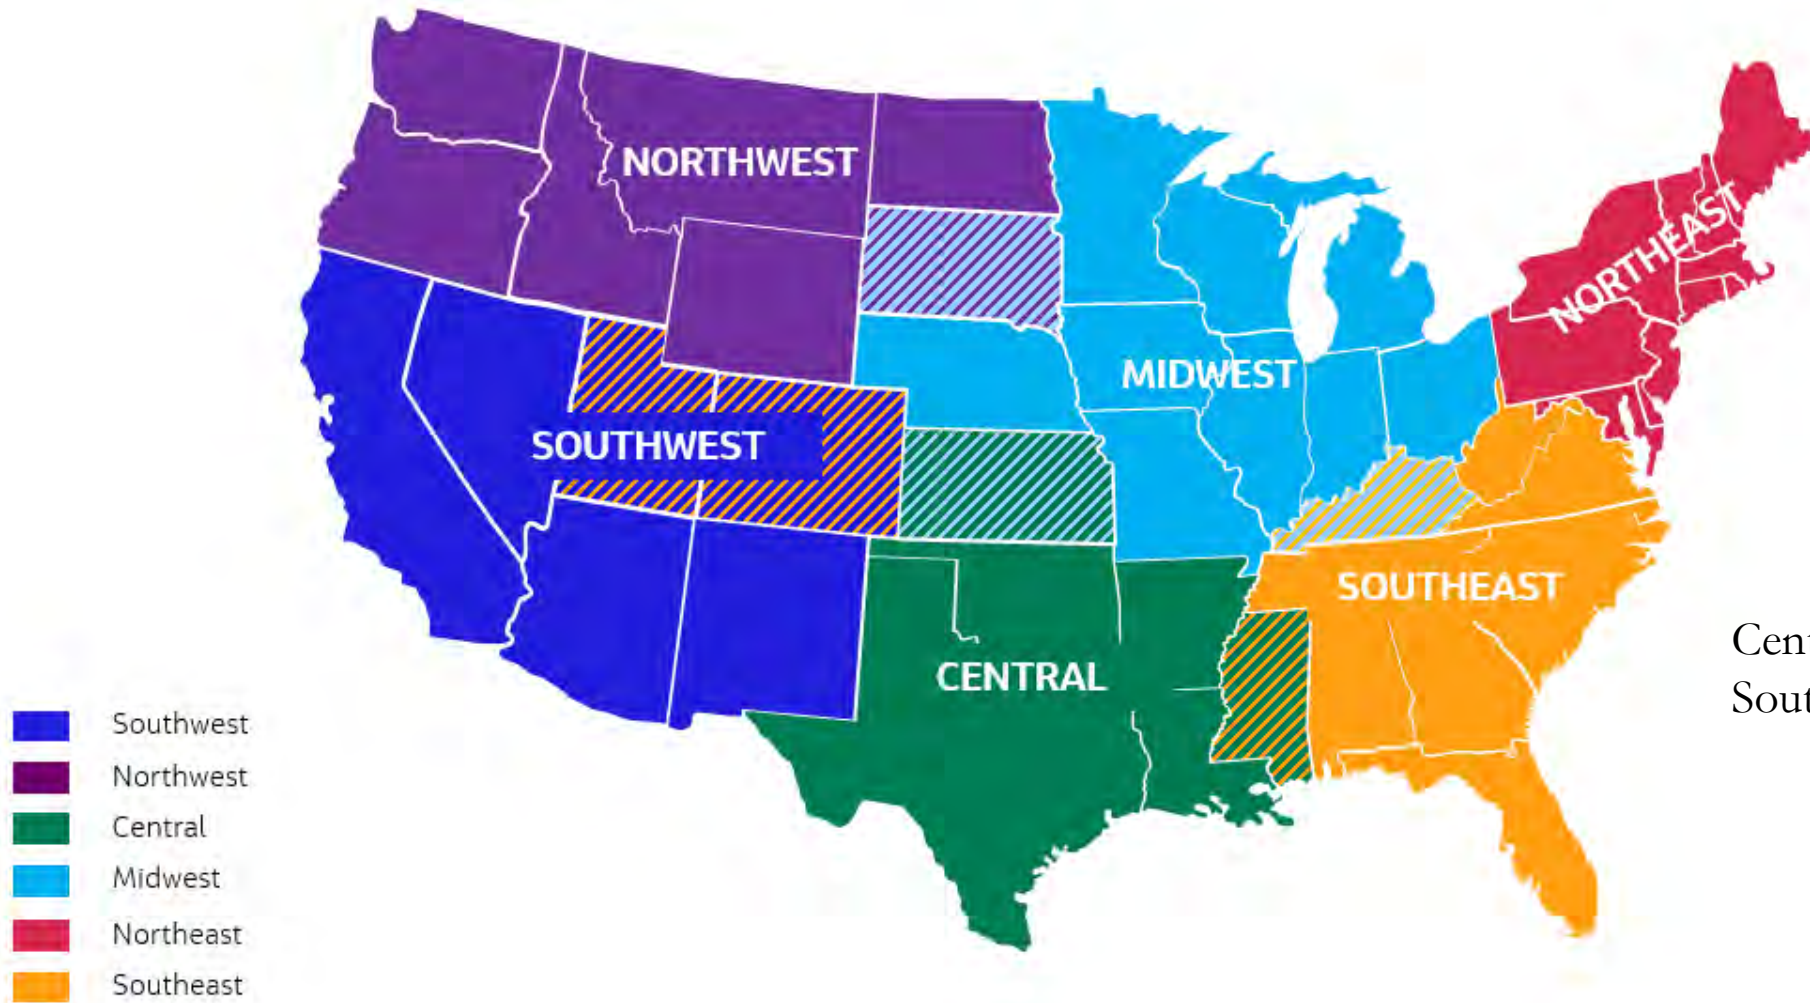 NORTHWEST
NORTHEAST
MIDWEST
SOUTHWEST
SOUTHEAST
CENTRAL
Southwest
Northwest
Central
Midwest
Northeast
Southeast